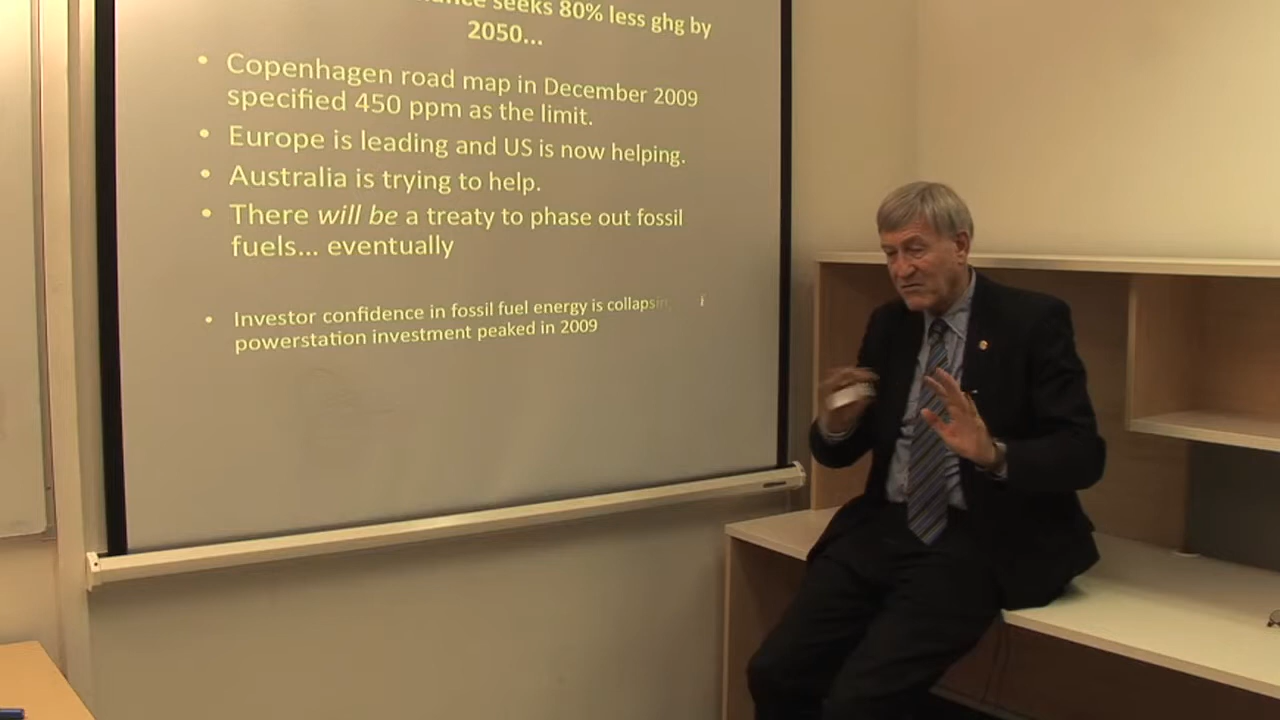 seeks 80% less ghg by
2050...
• Copenhagen road map in December 2009
specified 450 ppm as the limit.
• Europe is leading and US is now helping.
• Australia is trying to help.
• There will be a treaty to phase out fossil
fuels... eventually
• Investor confidence in fossil fuel energy is
powerstation investment peaked in 2009